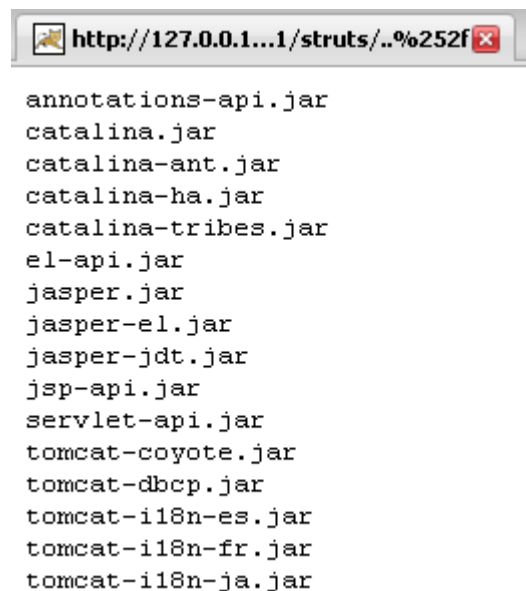 http://127.0.0.1...1/struts/..%252f
annotations-api.jar
catalina.jar
catalina-ant.jar
catalina-ha.jar
catalina-tribes.jar
el-api.jar
jasper.jar
jasper-el.jar
jasper-jdt.jar
jsp-api.jar
servlet-api.jar
tomcat-coyote.jar
tomcat-dbcp.jar
tomcat-i18n-es.jar
tomcat-i18n-fr.jar
tomcat-i18n-ja.jar